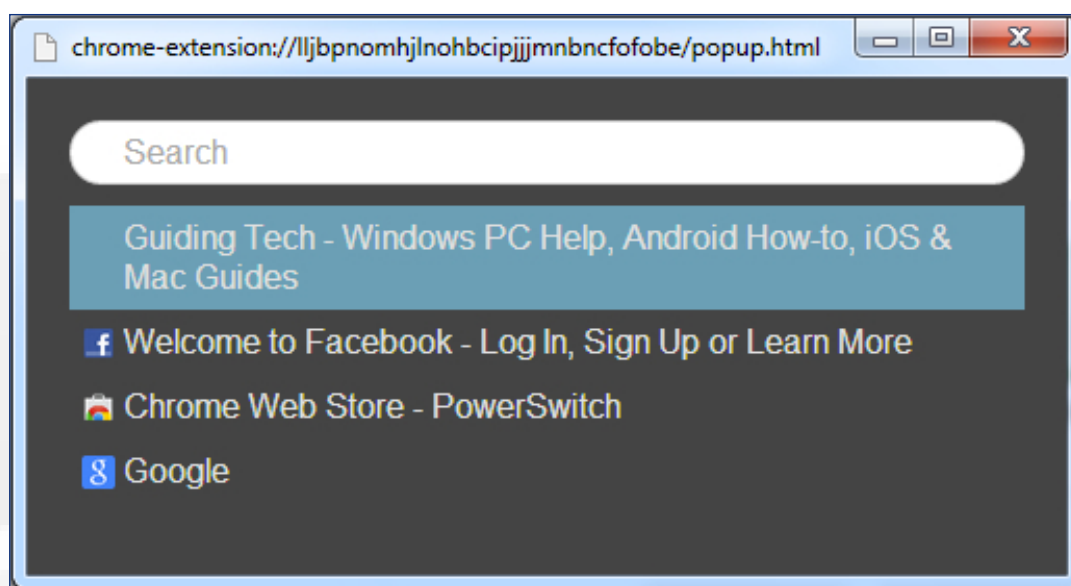 chrome-extension://lljbpnomhjlnohbcipjjjmnbncfofobe/popup.html
Search
Guiding Tech - Windows PC Help, Android How-to, iOS &
Mac Guides
Welcome to Facebook - Log In, Sign Up or Learn More
Chrome Web Store - PowerSwitch
Google